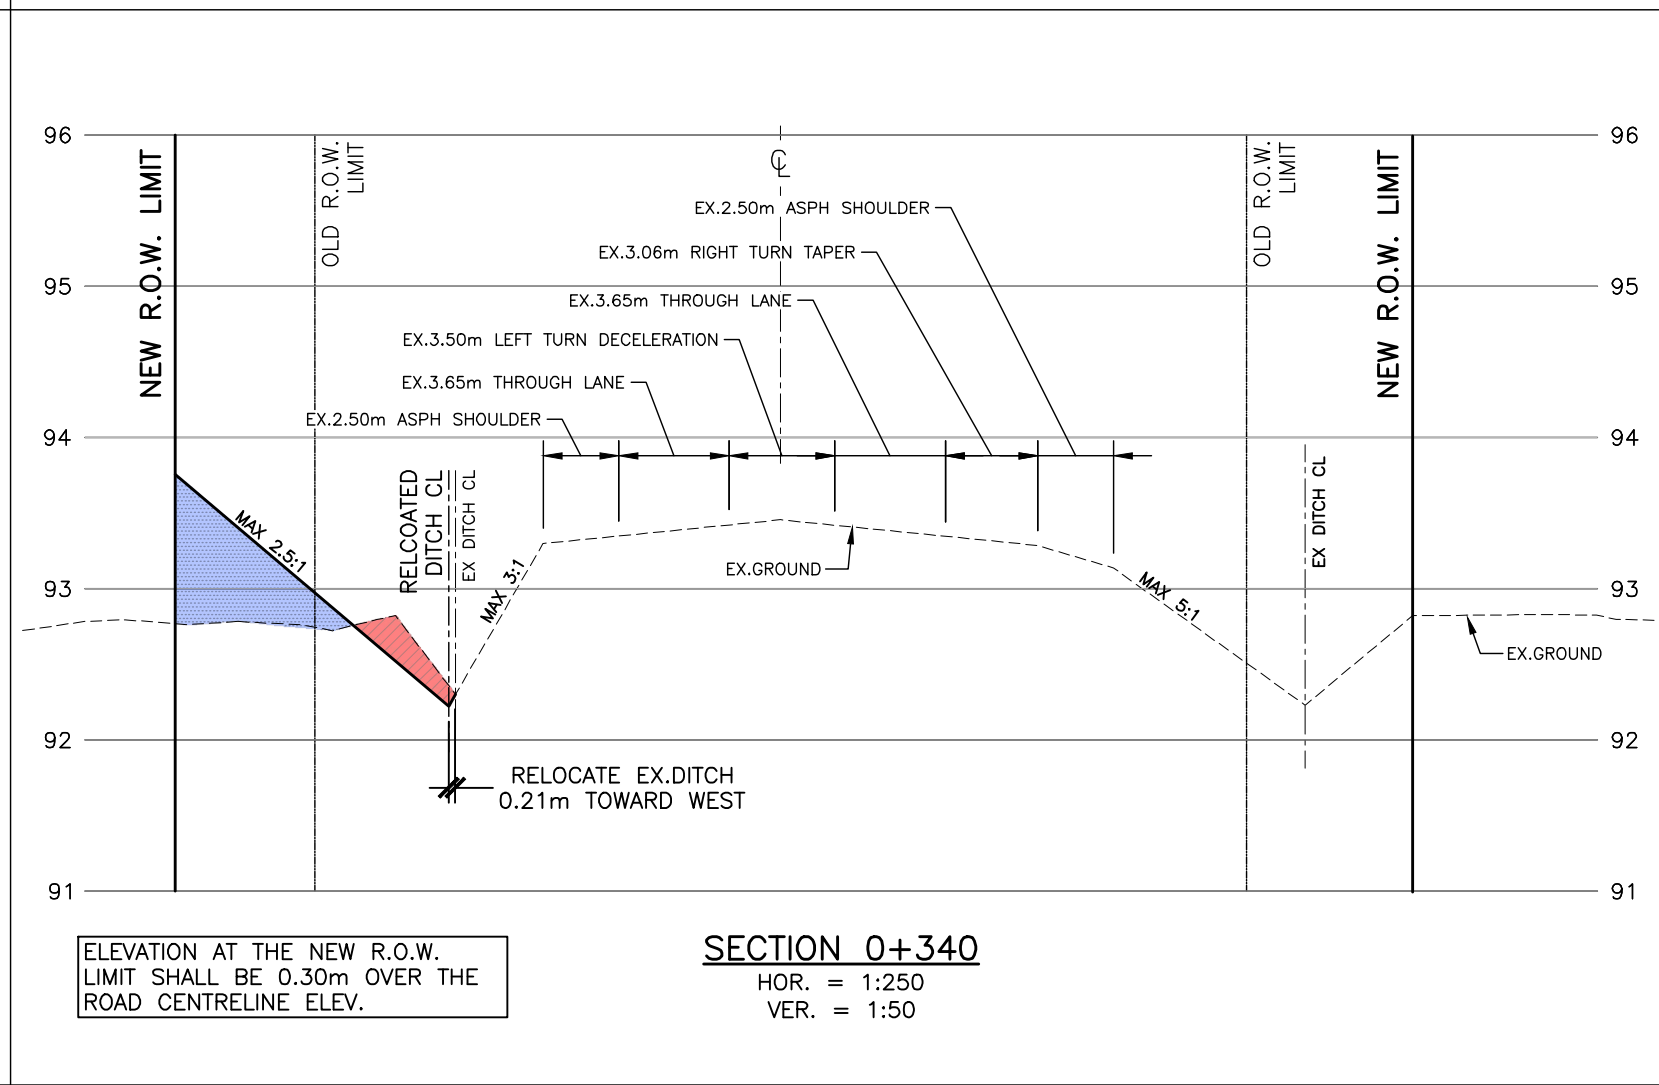 96
96
NEW R.O.W. LIMIT
OLD R.O.W.
LIMIT
℄
OLD R.O.W.
LIMIT
NEW R.O.W. LIMIT
EX.2.50m ASPH SHOULDER
EX.3.06m RIGHT TURN TAPER
95
95
EX.3.65m THROUGH LANE
EX.3.50m LEFT TURN DECELERATION
EX.3.65m THROUGH LANE
EX.2.50m ASPH SHOULDER
94
94
RELCOATED
DITCH CL
EX DITCH CL
EX DITCH CL
MAX 2.5:1
MAX 3:1
EX.GROUND
MAX 5:1
93
93
EX.GROUND
92
92
RELOCATE EX.DITCH
0.21m TOWARD WEST
91
91
ELEVATION AT THE NEW R.O.W.
LIMIT SHALL BE 0.30m OVER THE
ROAD CENTRELINE ELEV.
SECTION 0+340
HOR. = 1:250
VER. = 1:50